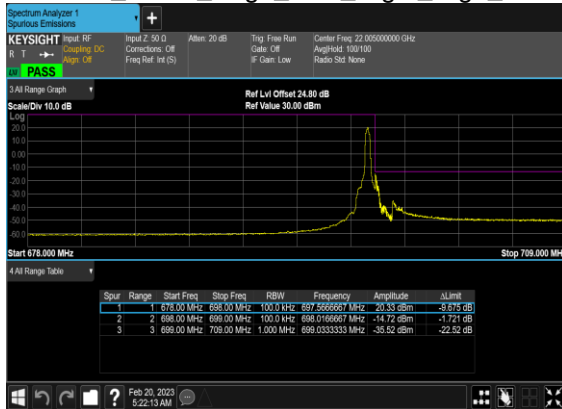 Spectrum Analyzer 1
Spurious Emissions
KEYSIGHT Input: RF Input Z: 50 Ω Atten: 20 dB Trig: Free Run Center Freq: 22.005000000 GHz
R T Coupling: DC Corrections: Off Gate: Off Avg|Hold: 100/100
Align: Off Freq Ref: Int (S) IF Gain: Low Radio Std: None
PASS
3 All Range Graph Ref Lvl Offset 24.80 dB
Scale/Div 10.0 dB Ref Value 30.00 dBm
Log
20.0
10.0
0.00
-10.0
-20.0
-30.0
-40.0
-50.0
-60.0
Start 678.000 MHz Stop 709.000 MHz
4 All Range Table
Spur Range Start Freq Stop Freq RBW Frequency Amplitude ΔLimit
1 1 678.00 MHz 698.00 MHz 100.0 kHz 697.5666667 MHz 20.33 dBm -9.675 dB
2 2 698.00 MHz 699.00 MHz 100.0 kHz 698.0166667 MHz -14.72 dBm -1.721 dB
3 3 699.00 MHz 709.00 MHz 1.000 MHz 699.0333333 MHz -35.52 dBm -22.52 dB
?
Feb 20, 2023
5:22:13 AM